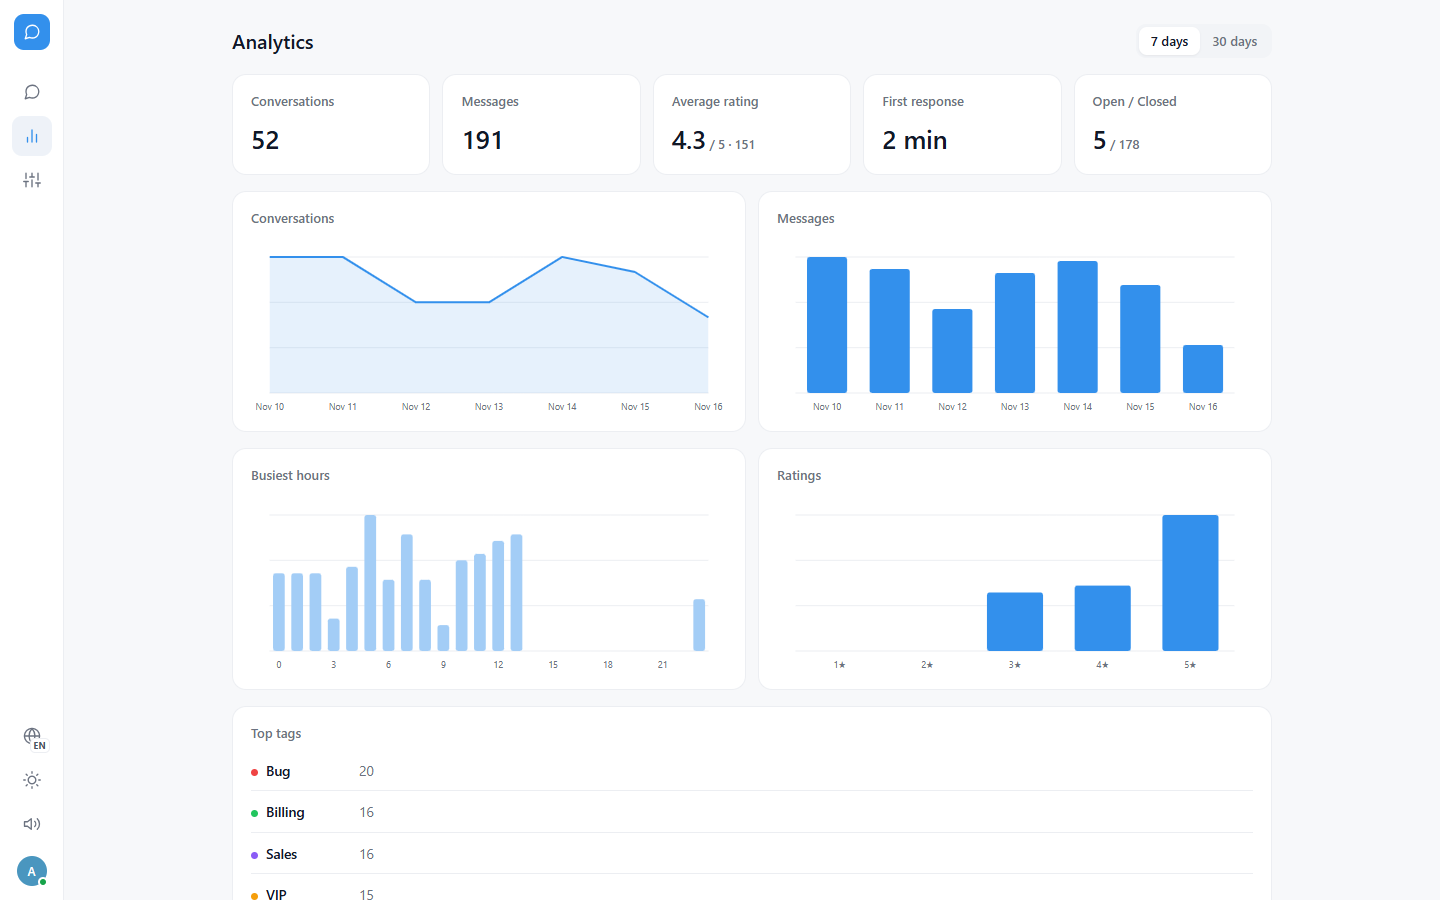 Analytics
7 days 30 days
Conversations
52
Messages
191
Average rating
4.3 / 5 · 151
First response
2 min
Open / Closed
5 / 178
Conversations
Nov 10 Nov 11 Nov 12 Nov 13 Nov 14 Nov 15 Nov 16
Messages
Nov 10 Nov 11 Nov 12 Nov 13 Nov 14 Nov 15 Nov 16
Busiest hours
0 3 6 9 12 15 18 21
Ratings
1★ 2★ 3★ 4★ 5★
Top tags
Bug 20
Billing 16
Sales 16
VIP 15
EN
A